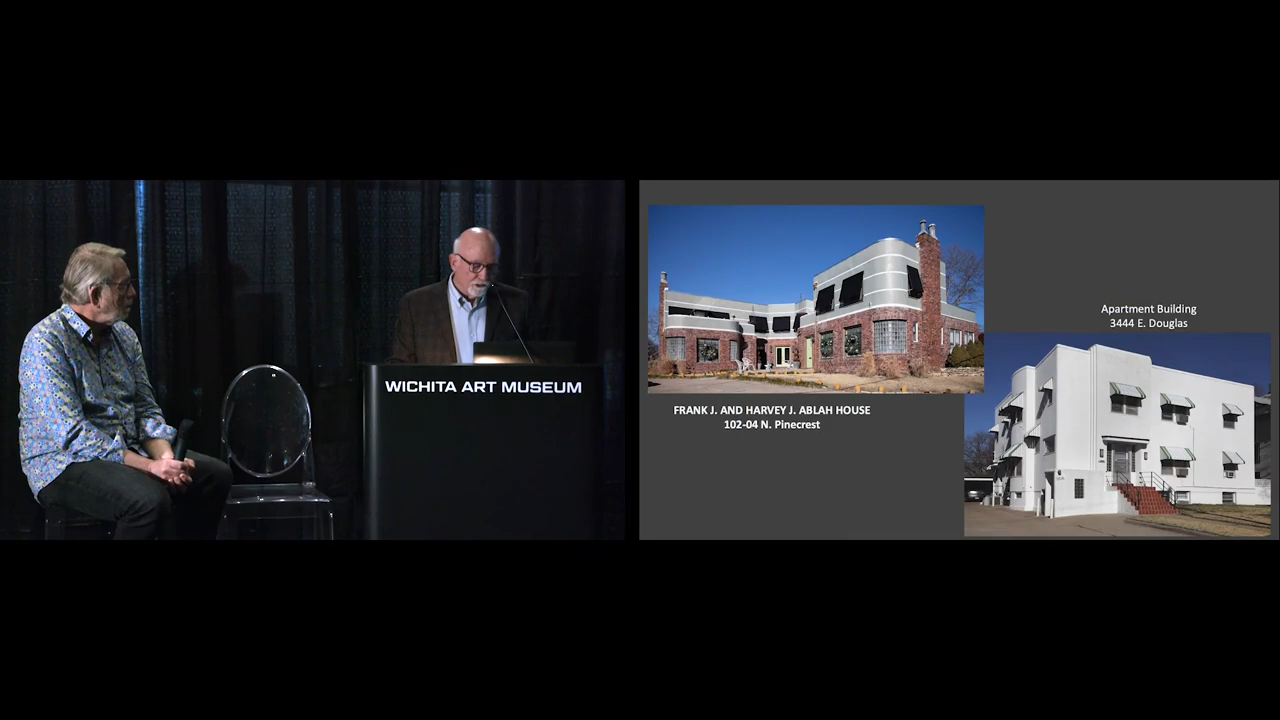 WICHITA ART MUSEUM
FRANK J. AND HARVEY J. ABLAH HOUSE
102-04 N. Pinecrest
Apartment Building
3444 E. Douglas